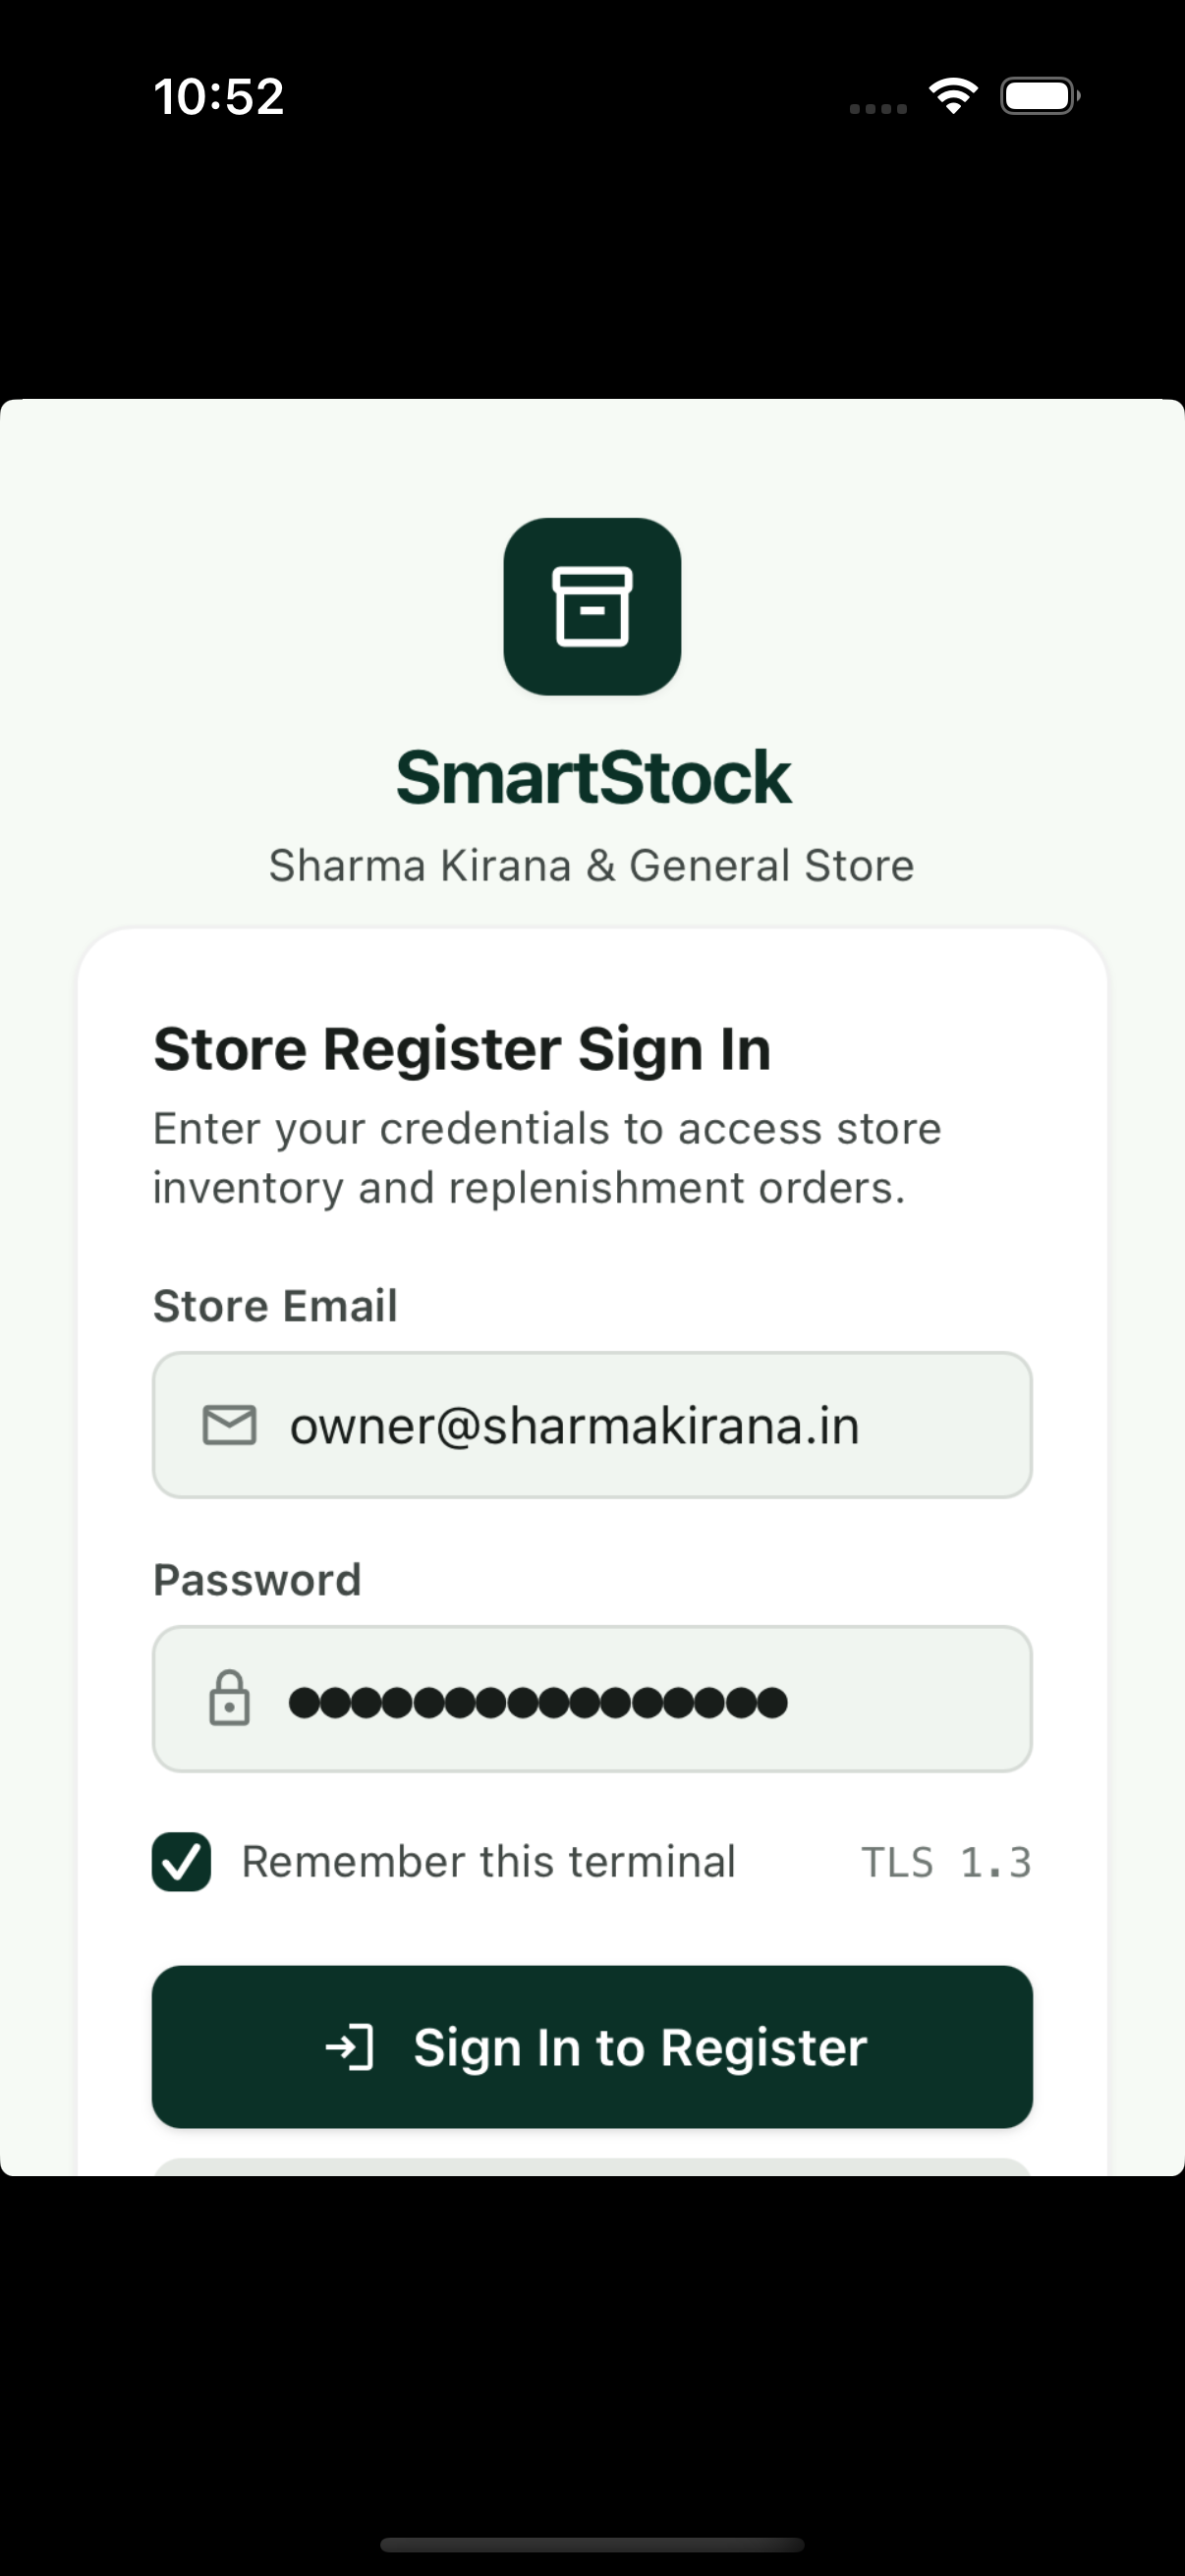 10:52
SmartStock
Sharma Kirana & General Store
Store Register Sign In
Enter your credentials to access store
inventory and replenishment orders.
Store Email
owner@sharmakirana.in
Password
Remember this terminal
TLS 1.3
Sign In to Register